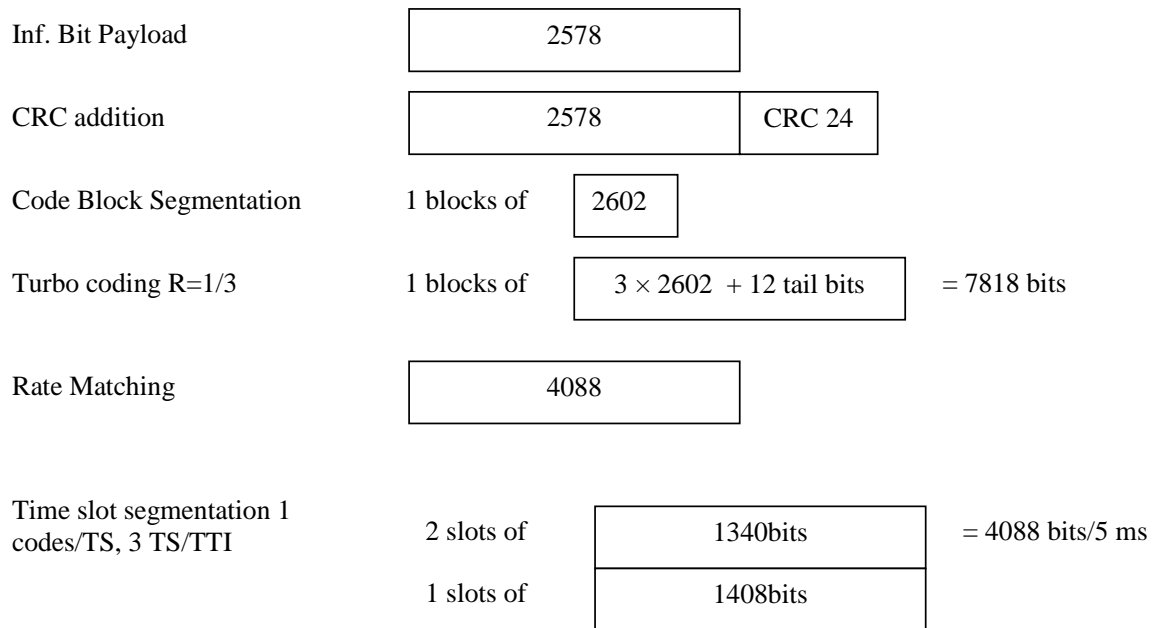 Inf. Bit Payload 2578
CRC addition 2578 CRC 24
Code Block Segmentation 1 blocks of 2602
Turbo coding R=1/3 1 blocks of 3 × 2602 + 12 tail bits = 7818 bits
Rate Matching 4088
Time slot segmentation 1
codes/TS, 3 TS/TTI 2 slots of 1340bits = 4088 bits/5 ms
1 slots of 1408bits